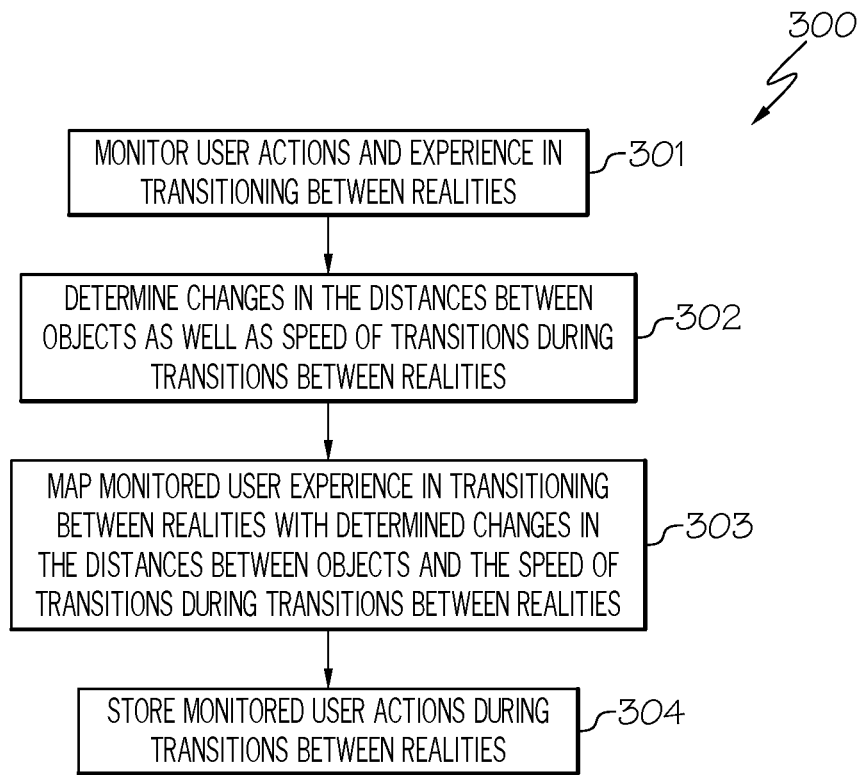 300
MONITOR USER ACTIONS AND EXPERIENCE IN
TRANSITIONING BETWEEN REALITIES
301
DETERMINE CHANGES IN THE DISTANCES BETWEEN
OBJECTS AS WELL AS SPEED OF TRANSITIONS DURING
TRANSITIONS BETWEEN REALITIES
302
MAP MONITORED USER EXPERIENCE IN TRANSITIONING
BETWEEN REALITIES WITH DETERMINED CHANGES IN
THE DISTANCES BETWEEN OBJECTS AND THE SPEED OF
TRANSITIONS DURING TRANSITIONS BETWEEN REALITIES
303
STORE MONITORED USER ACTIONS DURING
TRANSITIONS BETWEEN REALITIES
304